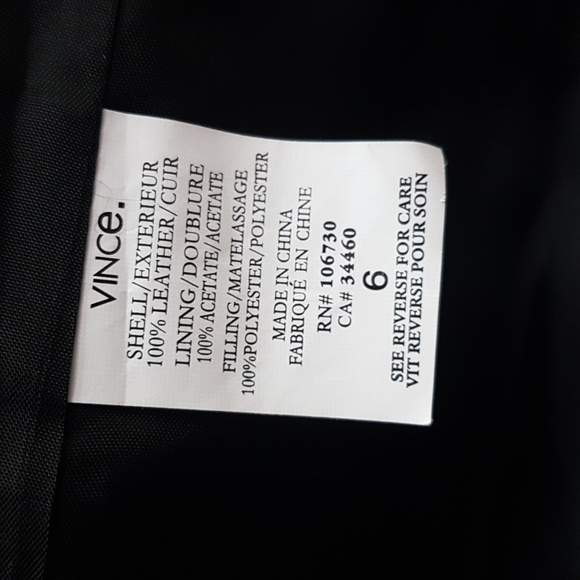 VINCE.
SHELL/EXTERIEUR
100% LEATHER/CUIR
LINING/DOUBLURE
100% ACETATE/ACETATE
FILLING/MATELASSAGE
100%POLYESTER/POLYESTER
MADE IN CHINA
FABRIQUÉ EN CHINE
RN# 106730
CA# 34460
6
SEE REVERSE FOR CARE
VIT REVERSE POUR SOIN